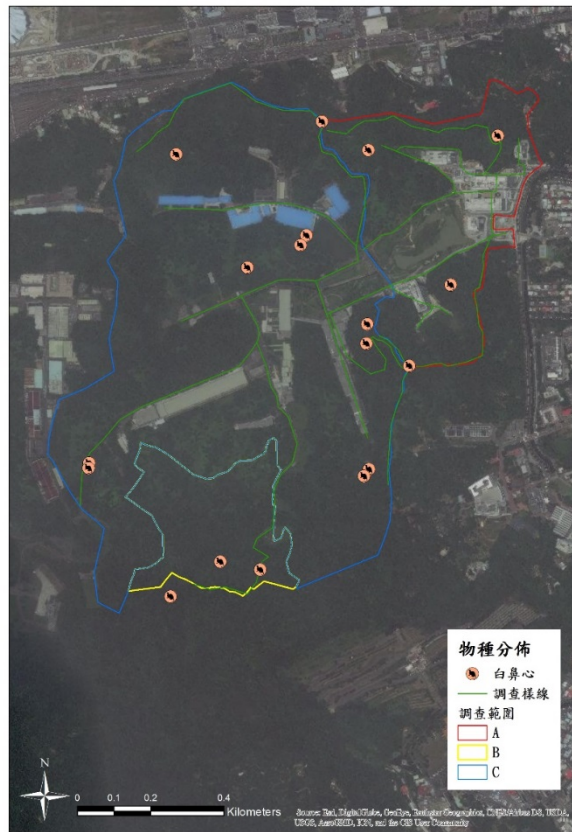 物種分佈
白鼻心
調查樣線
調查範圍
A
B
C
N
0 0.1 0.2 0.4
Kilometers
Source: Esri, DigitalGlobe, GeoEye, Earthstar Geographics, CNES/Airbus DS, USDA,
USGS, AeroGRID, IGN, and the GIS User Community